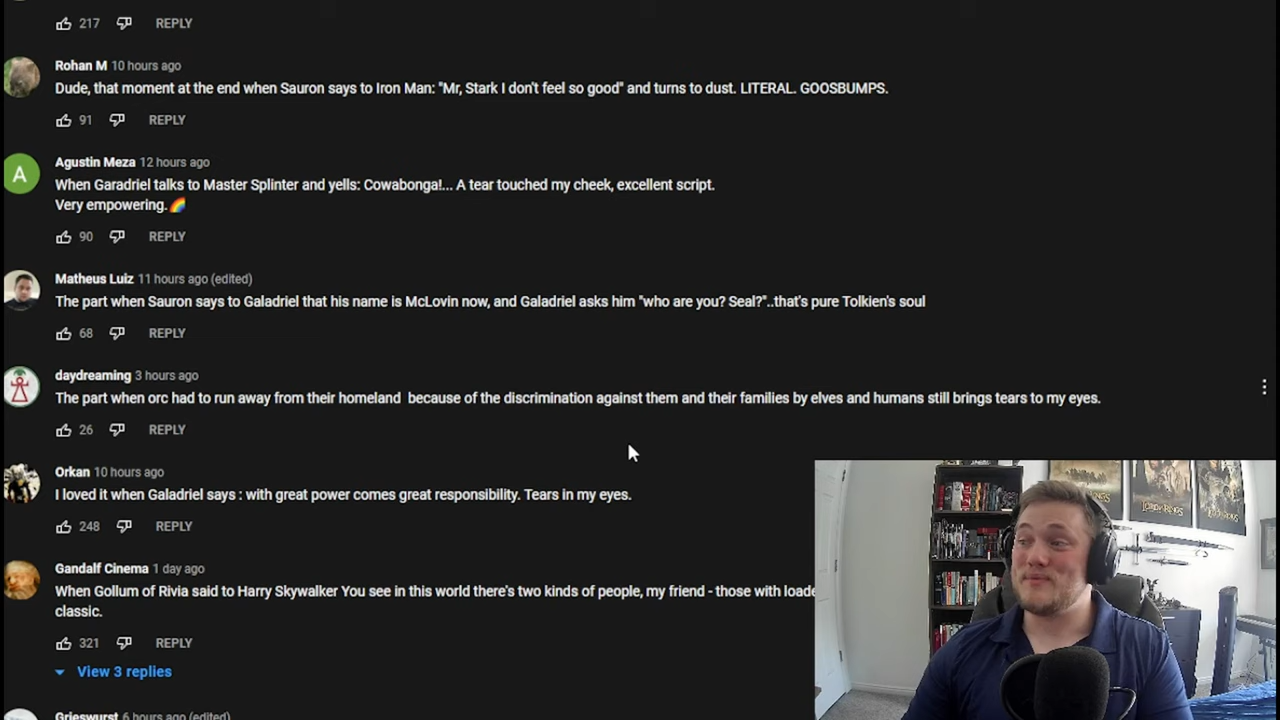 217 REPLY
Rohan M 10 hours ago
Dude, that moment at the end when Sauron says to Iron Man: "Mr, Stark I don't feel so good" and turns to dust. LITERAL. GOOSBUMPS.
91 REPLY
A
Agustin Meza 12 hours ago
When Garadriel talks to Master Splinter and yells: Cowabonga!... A tear touched my cheek, excellent script.
Very empowering.🌈
90 REPLY
Matheus Luiz 11 hours ago (edited)
The part when Sauron says to Galadriel that his name is McLovin now, and Galadriel asks him "who are you? Seal?"..that's pure Tolkien's soul
68 REPLY
daydreaming 3 hours ago
The part when orc had to run away from their homeland because of the discrimination against them and their families by elves and humans still brings tears to my eyes.
26 REPLY
Orkan 10 hours ago
I loved it when Galadriel says : with great power comes great responsibility. Tears in my eyes.
248 REPLY
Gandalf Cinema 1 day ago
When Gollum of Rivia said to Harry Skywalker You see in this world there's two kinds of people, my friend - those with loade
classic.
321 REPLY
View 3 replies
Grieswurst 6 hours ago (edited)